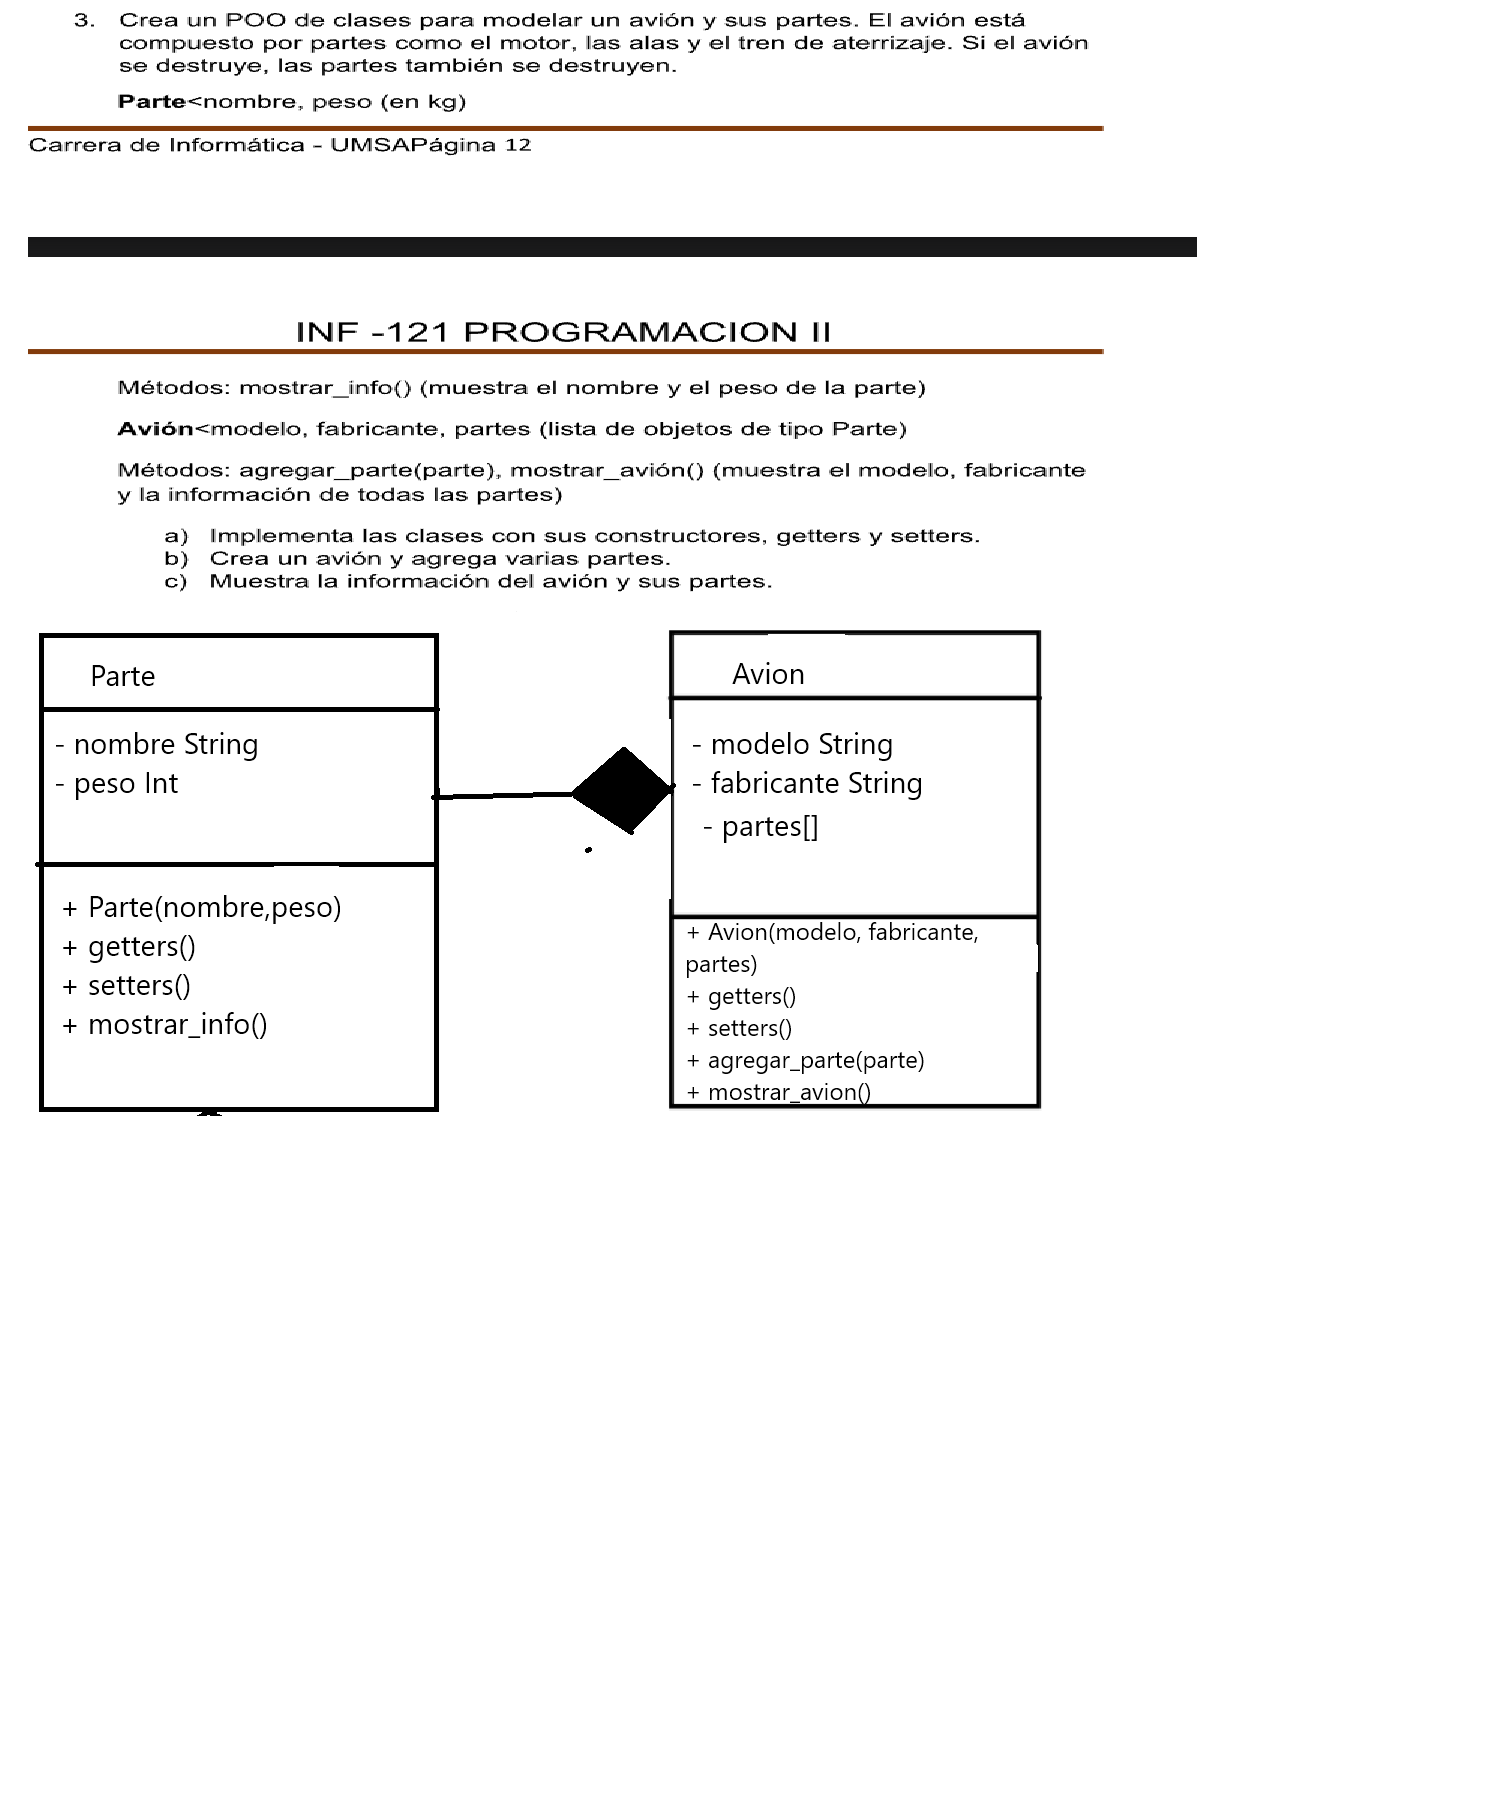 3. Crea un POO de clases para modelar un avión y sus partes. El avión está
compuesto por partes como el motor, las alas y el tren de aterrizaje. Si el avión
se destruye, las partes también se destruyen.
Parte<nombre, peso (en kg)
Carrera de Informática - UMSAPágina 12
INF -121 PROGRAMACION II
Métodos: mostrar_info() (muestra el nombre y el peso de la parte)
Avión<modelo, fabricante, partes (lista de objetos de tipo Parte)
Métodos: agregar_parte(parte), mostrar_avión() (muestra el modelo, fabricante
y la información de todas las partes)
a) Implementa las clases con sus constructores, getters y setters.
b) Crea un avión y agrega varias partes.
c) Muestra la información del avión y sus partes.
Parte
- nombre String
- peso Int
+ Parte(nombre,peso)
+ getters()
+ setters()
+ mostrar_info()
Avion
- modelo String
- fabricante String
- partes[]
+ Avion(modelo, fabricante,
partes)
+ getters()
+ setters()
+ agregar_parte(parte)
+ mostrar_avion()